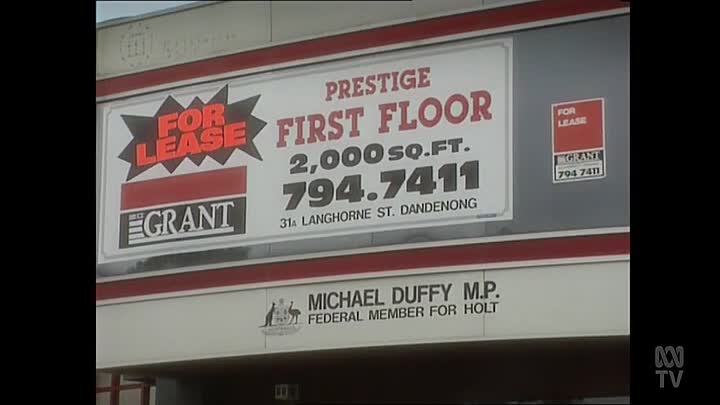 FOR
LEASE
GRANT
PRESTIGE
FIRST FLOOR
2,000 SQ.FT.
794.7411
31A LANGHORNE ST. DANDENONG
FOR
LEASE
GRANT
794 7411
MICHAEL DUFFY M.P.
FEDERAL MEMBER FOR HOLT
ABC
TV